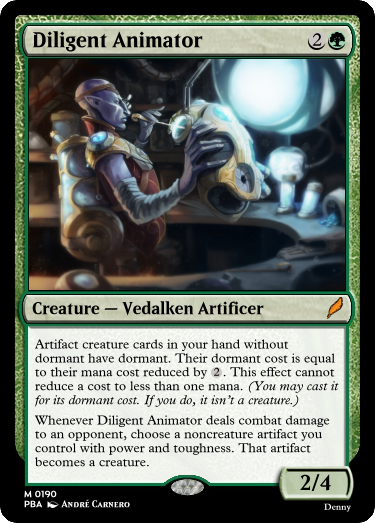 Diligent Animator 2
Creature — Vedalken Artificer
Artifact creature cards in your hand without
dormant have dormant. Their dormant cost is equal
to their mana cost reduced by 2. This effect cannot
reduce a cost to less than one mana. (You may cast it
for its dormant cost. If you do, it isn't a creature.)
Whenever Diligent Animator deals combat damage
to an opponent, choose a noncreature artifact you
control with power and toughness. That artifact
becomes a creature.
2/4
M 0190
PBA André Carnero
Denny